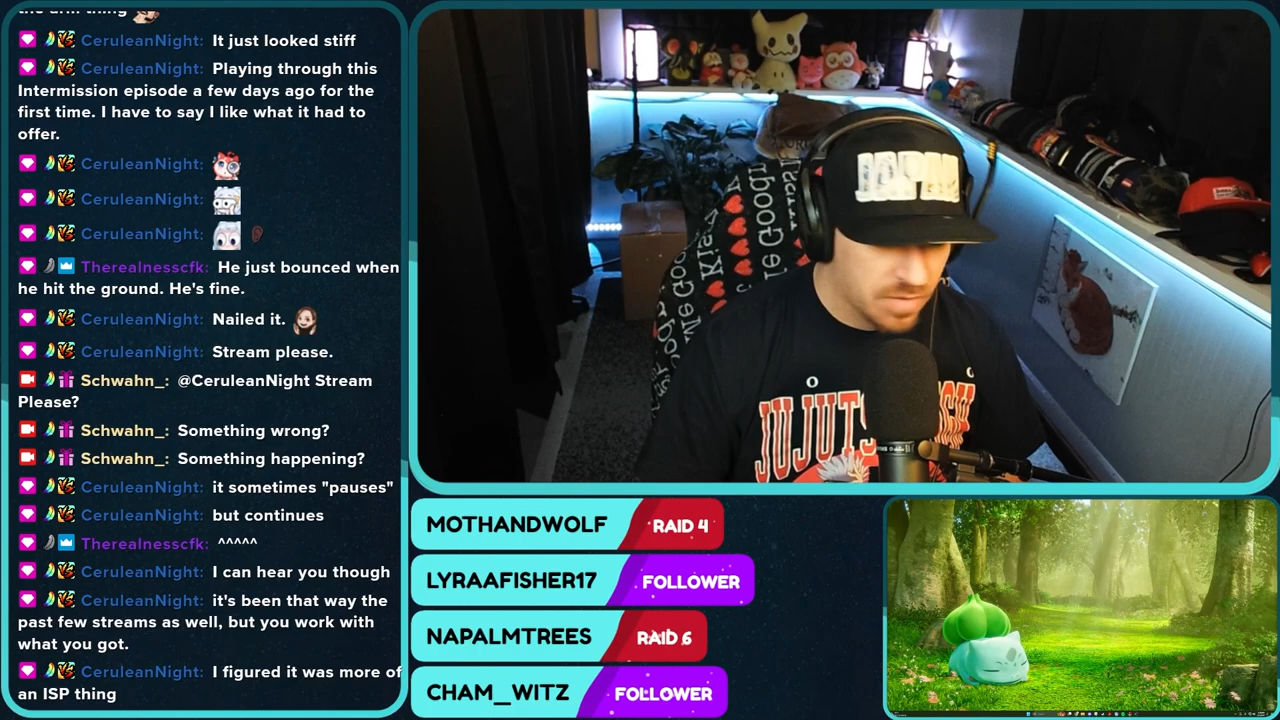 CeruleanNight: It just looked stiff
CeruleanNight: Playing through this
Intermission episode a few days ago for the
first time. I have to say I like what it had to
offer.
CeruleanNight:
CeruleanNight:
CeruleanNight:
Therealnesscfk: He just bounced when
he hit the ground. He's fine.
CeruleanNight: Nailed it.
CeruleanNight: Stream please.
Schwahn_: @CeruleanNight Stream
Please?
Schwahn_: Something wrong?
Schwahn_: Something happening?
CeruleanNight: it sometimes "pauses"
CeruleanNight: but continues
Therealnesscfk: ^^^^^
CeruleanNight: I can hear you though
CeruleanNight: it's been that way the
past few streams as well, but you work with
what you got.
CeruleanNight: I figured it was more of
an ISP thing
JAPAN
JUJUTS
MOTHANDWOLF RAID 4
LYRAAFISHER17 FOLLOWER
NAPALMTREES RAID 6
CHAM_WITZ FOLLOWER